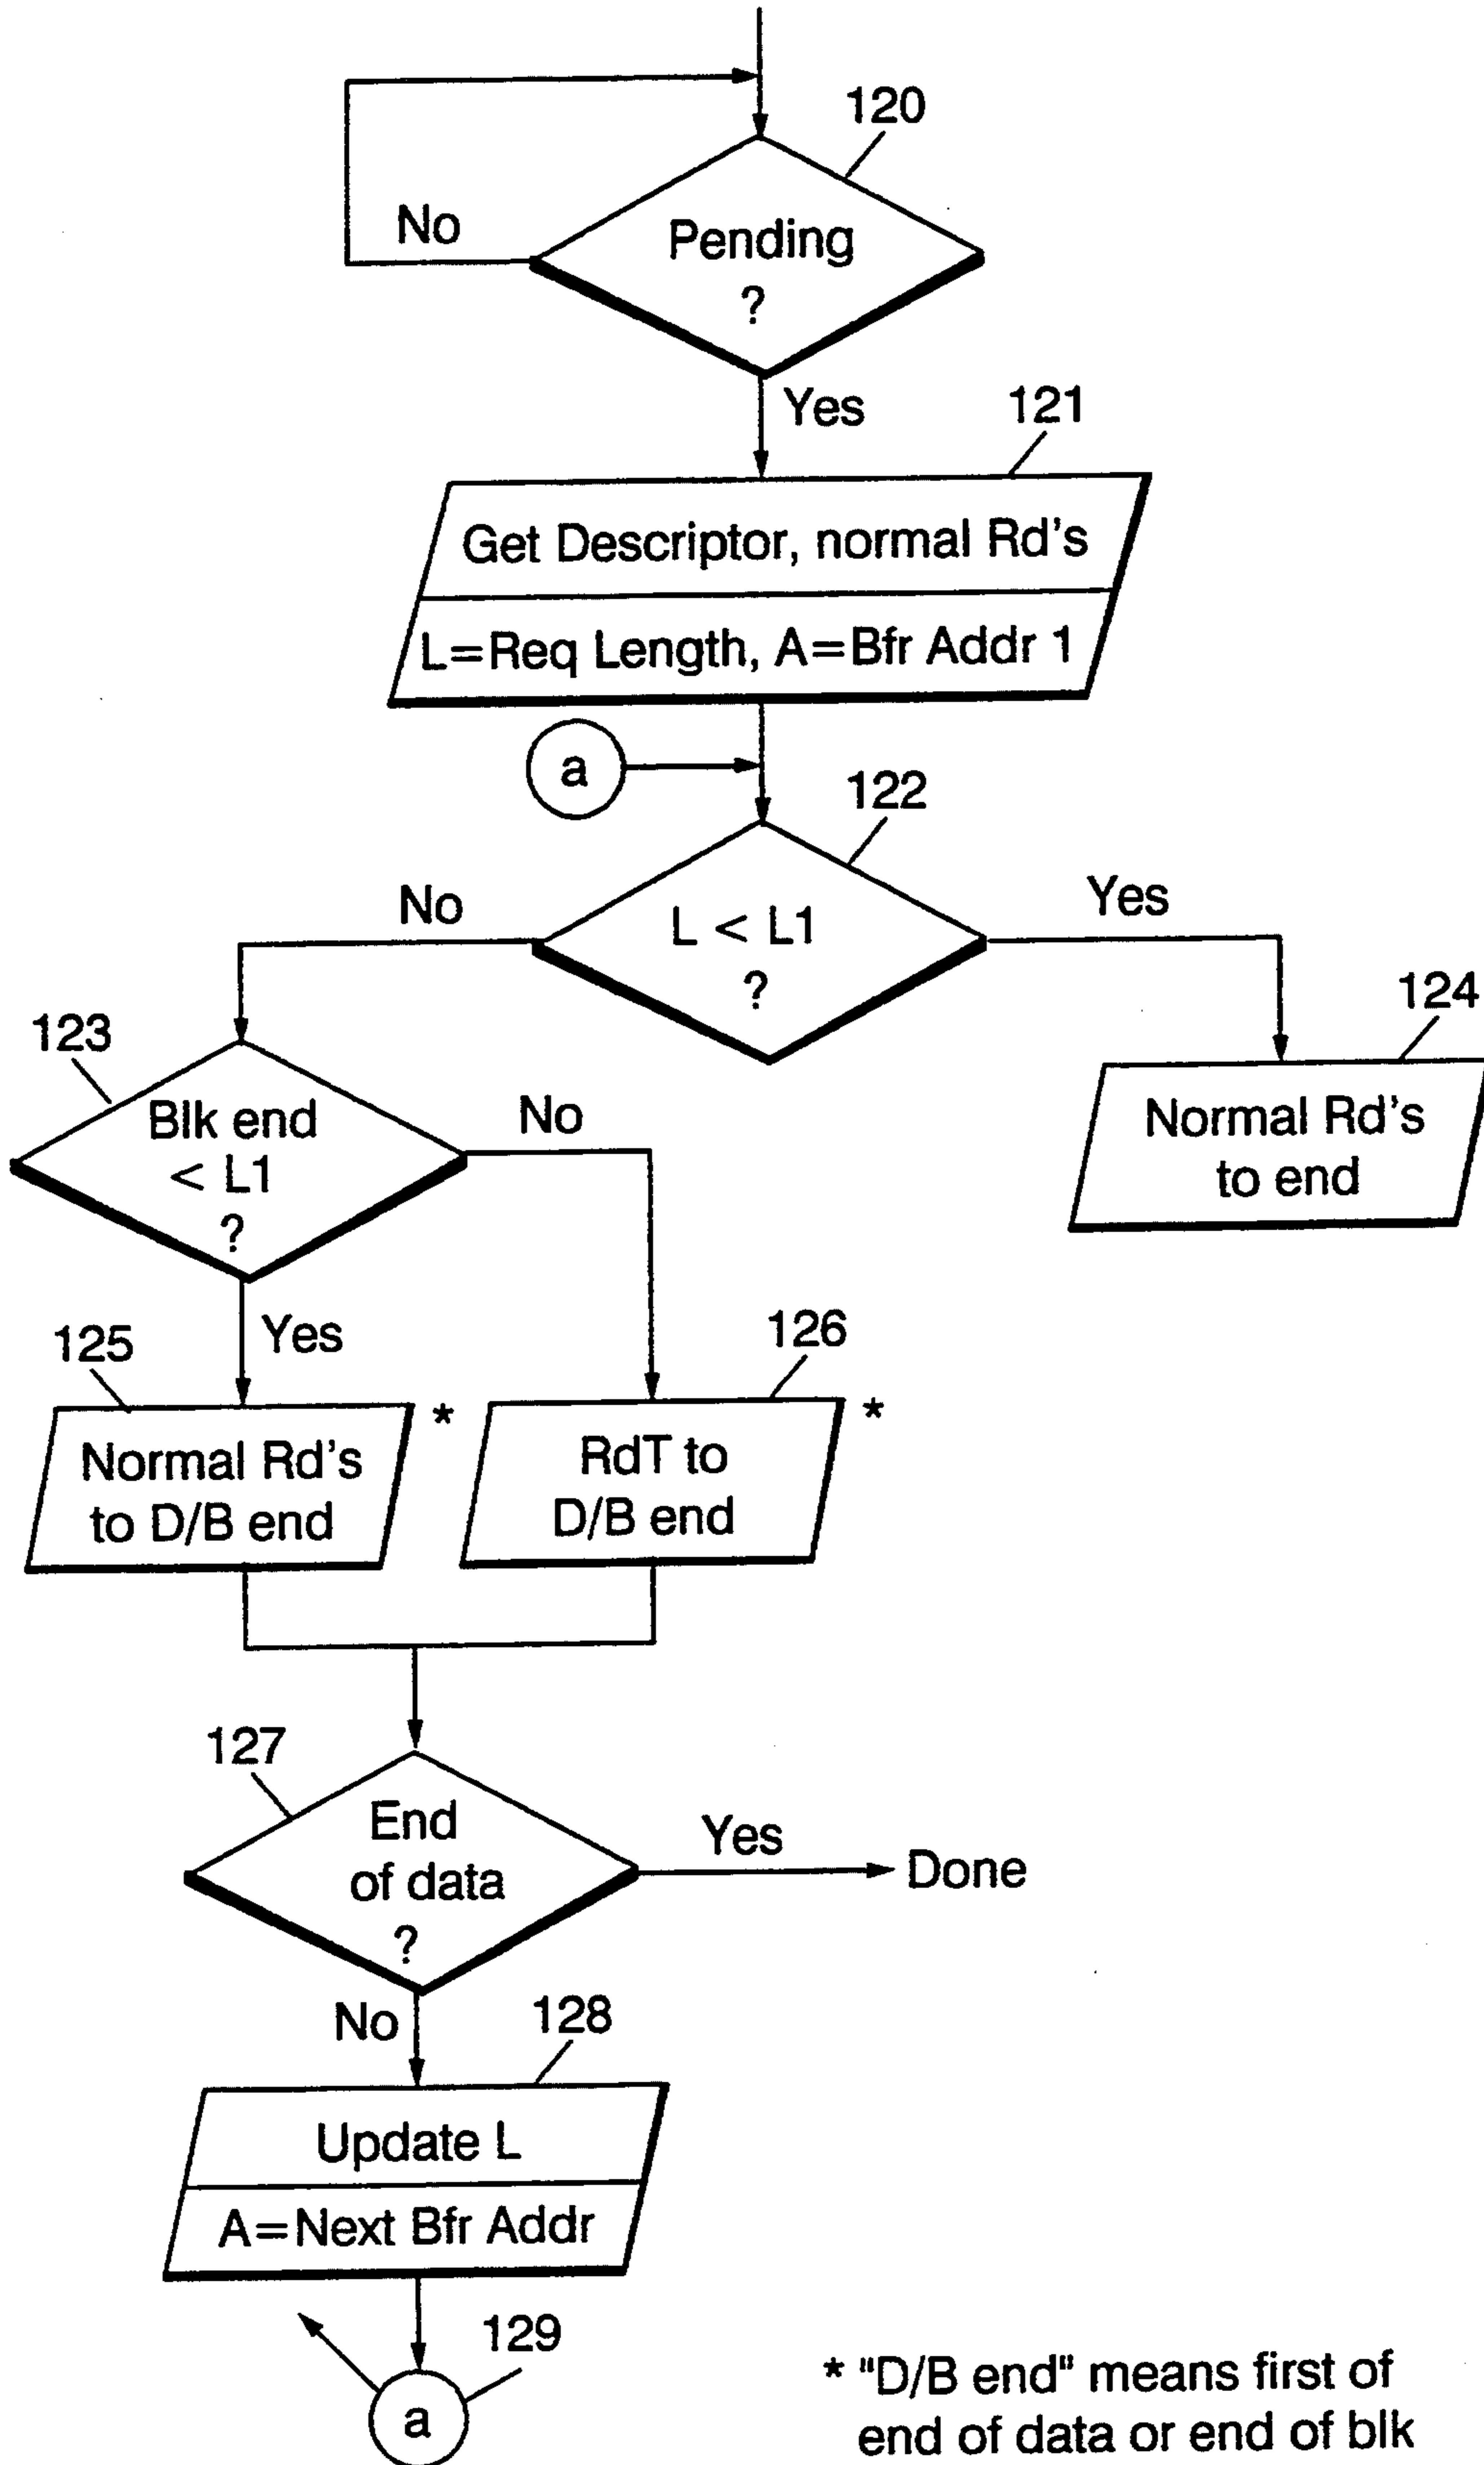 120
No
Pending
?
Yes
121
Get Descriptor, normal Rd's
L=Req Length, A=Bfr Addr 1
a
122
No
L < L1
?
Yes
124
Normal Rd's
to end
123
Blk end
< L1
?
No
Yes
125
Normal Rd's
to D/B end
*
126
RdT to
D/B end
*
127
End
of data
?
Yes
Done
No
128
Update L
A=Next Bfr Addr
129
a
* "D/B end" means first of
end of data or end of blk